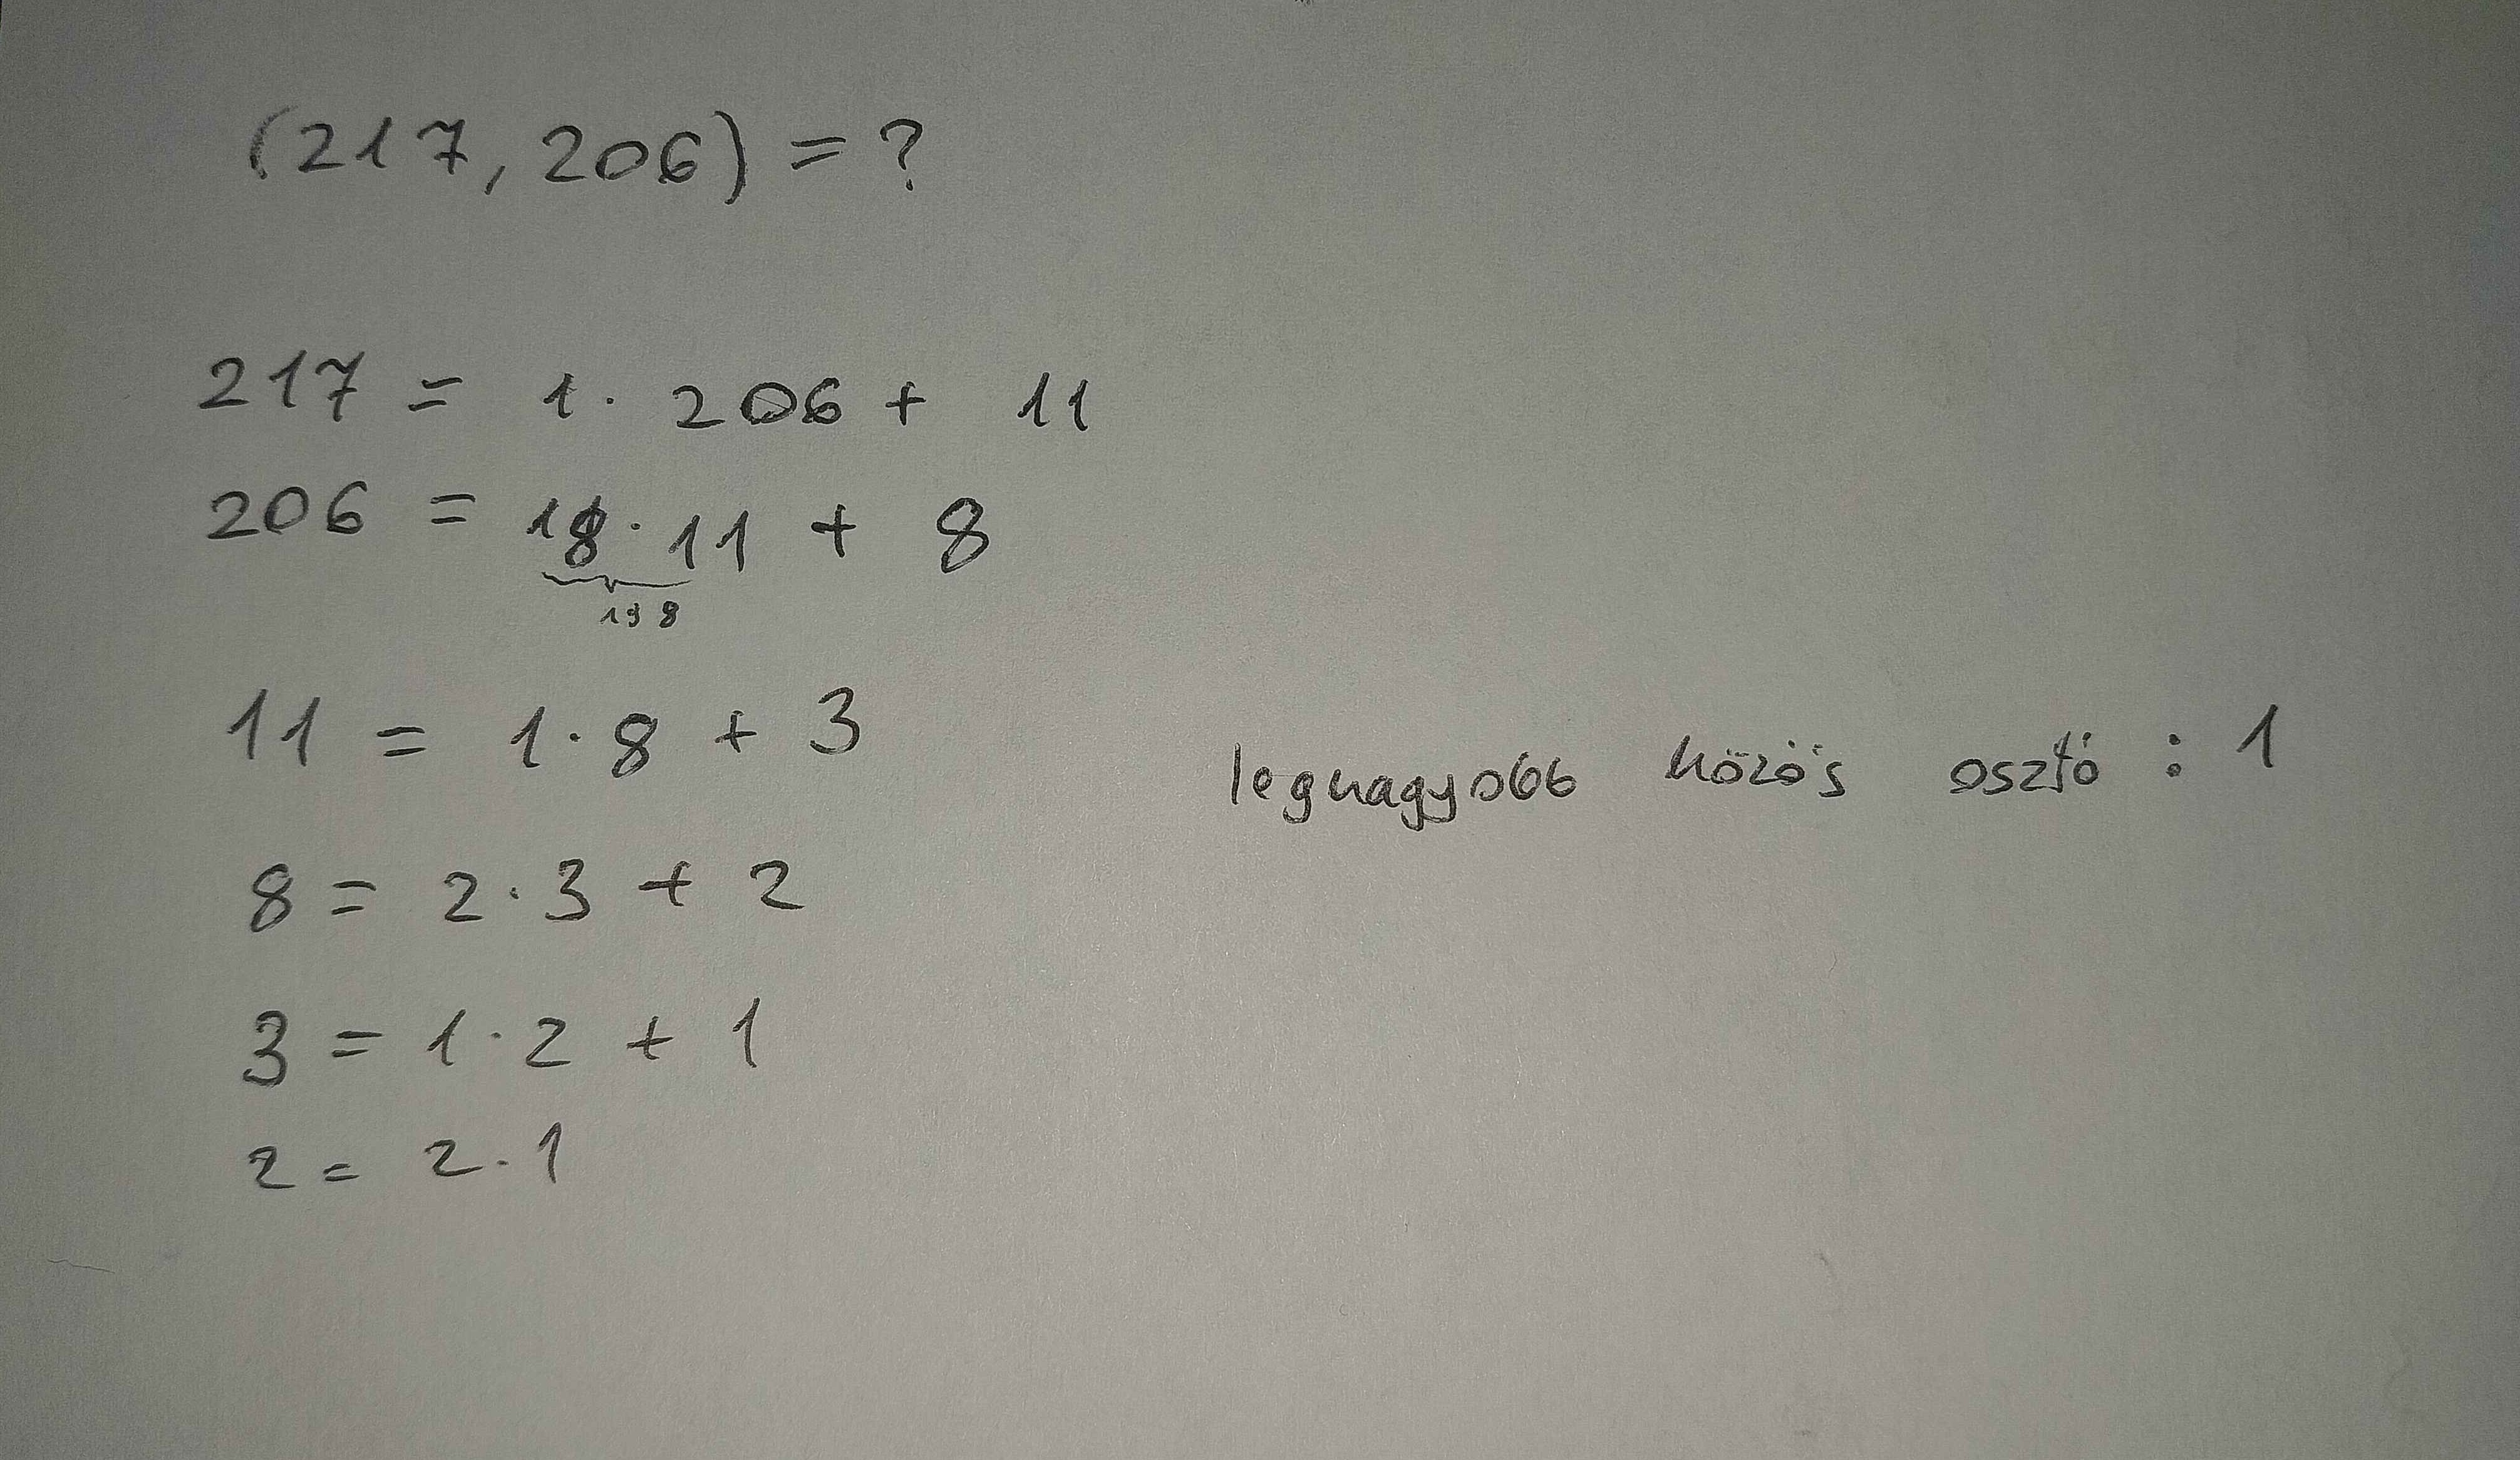 (217, 206) = ?
217 = 1 · 206 + 11
206 = 18 · 11 + 8
198
11 = 1 · 8 + 3
legnagyobb közös osztó : 1
8 = 2 · 3 + 2
3 = 1 · 2 + 1
2 = 2 · 1